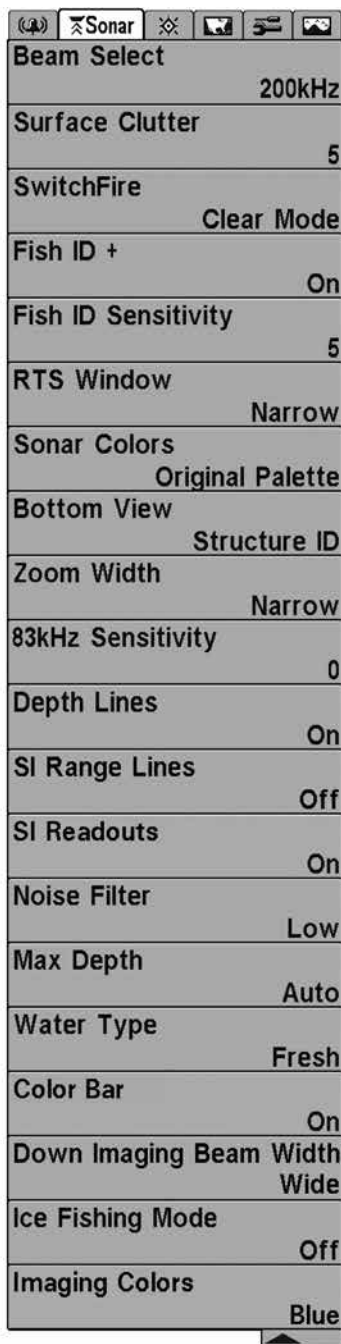 Sonar
Beam Select
200kHz
Surface Clutter
5
SwitchFire
Clear Mode
Fish ID +
On
Fish ID Sensitivity
5
RTS Window
Narrow
Sonar Colors
Original Palette
Bottom View
Structure ID
Zoom Width
Narrow
83kHz Sensitivity
0
Depth Lines
On
SI Range Lines
Off
SI Readouts
On
Noise Filter
Low
Max Depth
Auto
Water Type
Fresh
Color Bar
On
Down Imaging Beam Width
Wide
Ice Fishing Mode
Off
Imaging Colors
Blue